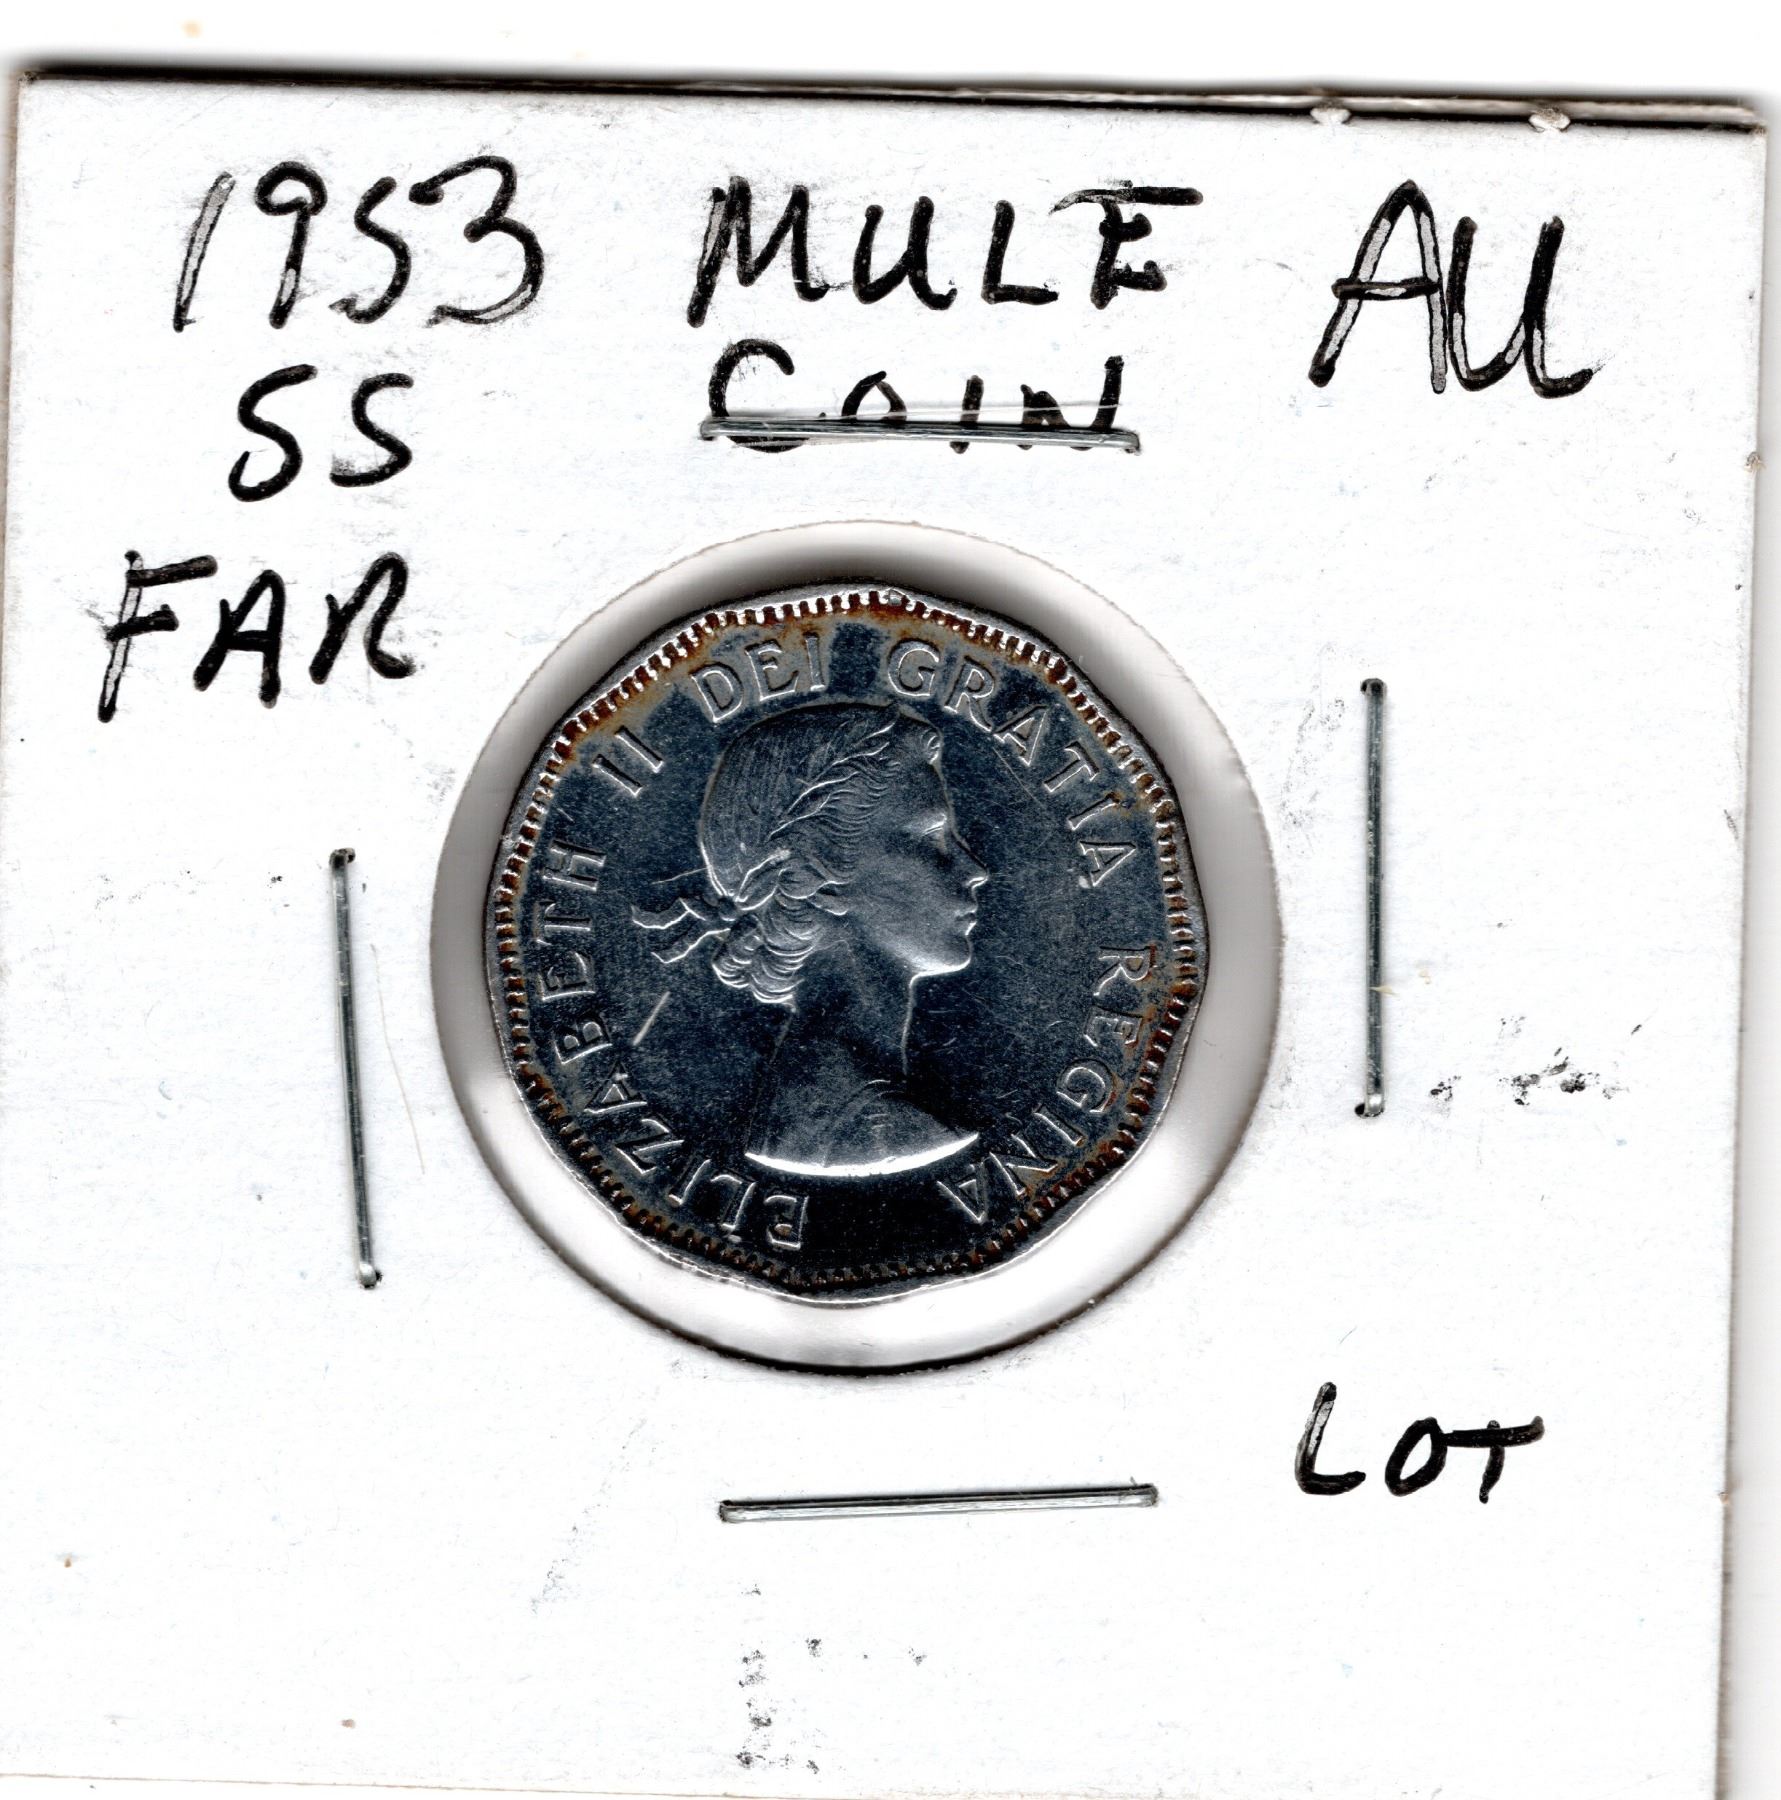 1953 MULE AU
SS COIN
FAR
ELIZABETH II DEI GRATIA REGINA
LOT